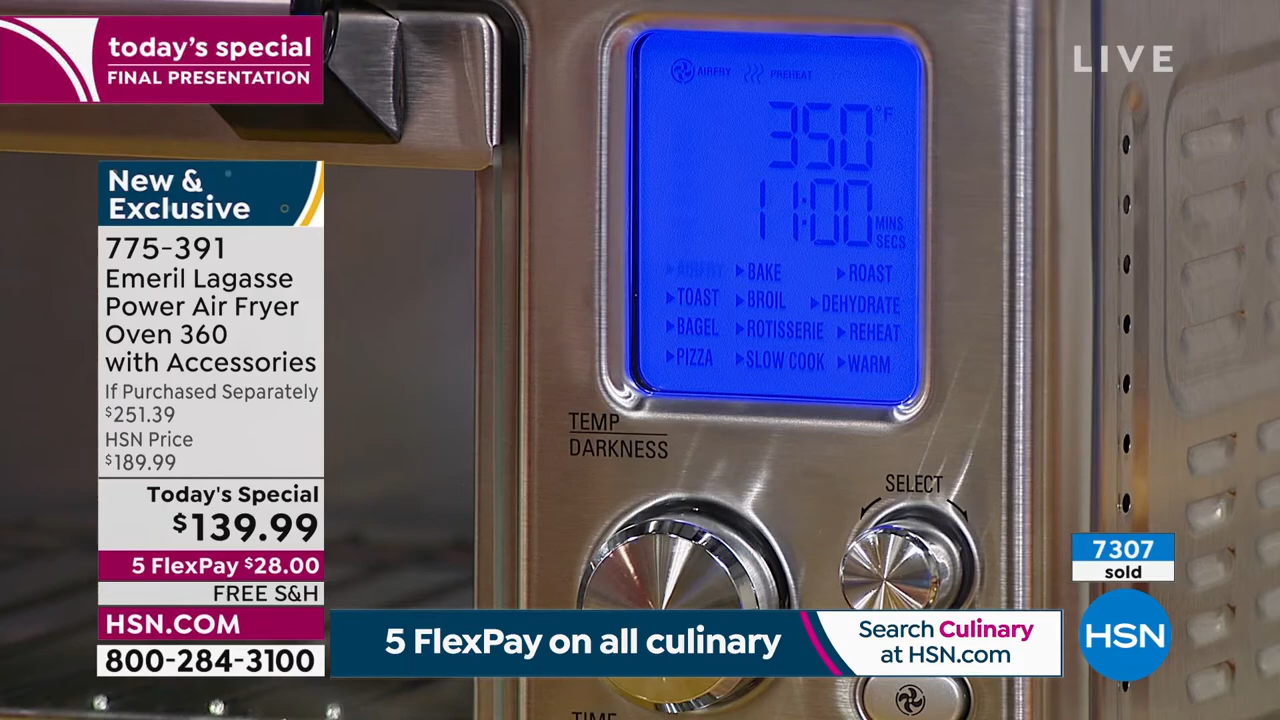 today's special
FINAL PRESENTATION
LIVE
New &
Exclusive
775-391
Emeril Lagasse
Power Air Fryer
Oven 360
with Accessories
If Purchased Separately
$251.39
HSN Price
$189.99
Today's Special
$139.99
5 FlexPay $28.00
FREE S&H
HSN.COM
800-284-3100
AIRFRY PREHEAT
350°F
11:00 MINS
SECS
AIRFRY BAKE ROAST
TOAST BROIL DEHYDRATE
BAGEL ROTISSERIE REHEAT
PIZZA SLOW COOK WARM
TEMP
DARKNESS
SELECT
TIME
7307
sold
5 FlexPay on all culinary
Search Culinary
at HSN.com
HSN